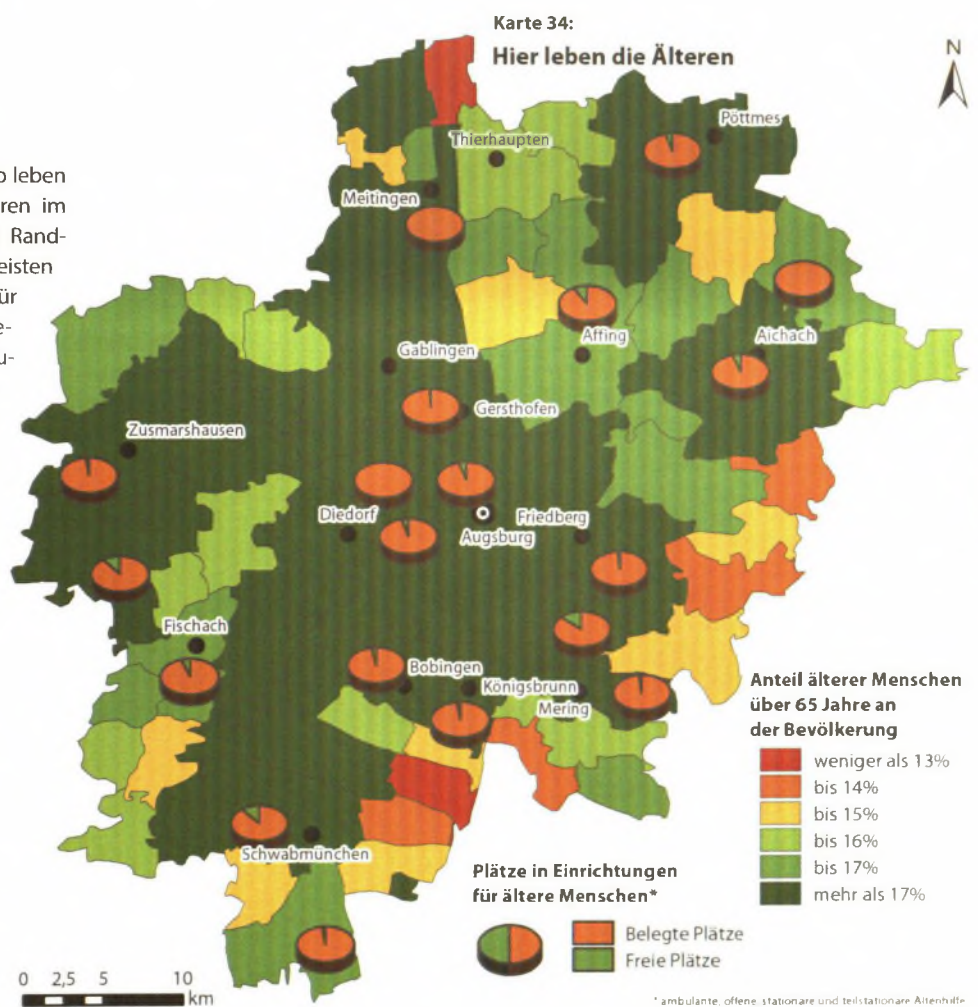 Karte 34:
Hier leben die Älteren
N
leben
ren im
Rand-
eisten
ür
e-
u-
Pöttmes
Thierhaupten
Meitingen
Affing
Aichach
Gablingen
Gersthofen
Zusmarshausen
Diedorf
Friedberg
Augsburg
Fischach
Bobingen
Königsbrunn
Mering
Schwabmünchen
Anteil älterer Menschen
über 65 Jahre an
der Bevölkerung
weniger als 13%
bis 14%
bis 15%
bis 16%
bis 17%
mehr als 17%
Plätze in Einrichtungen
für ältere Menschen*
Belegte Plätze
Freie Plätze
0 2,5 5 10
km
* ambulante, offene, stationäre und teilstationäre Altenhilfe